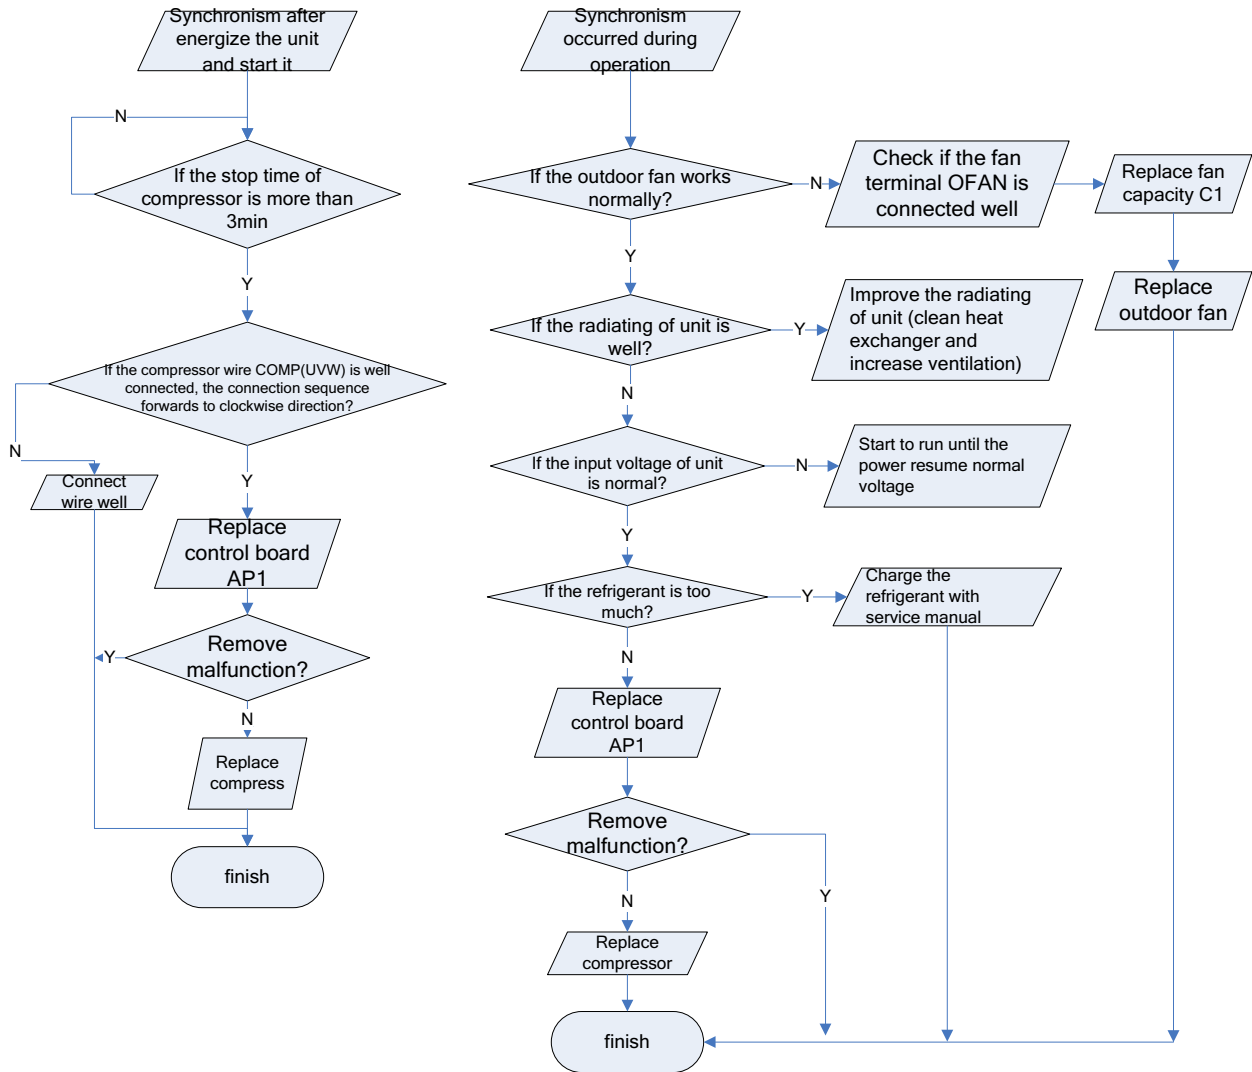 Synchronism after
energize the unit
and start it
N
If the stop time of
compressor is more than
3min
Y
If the compressor wire COMP(UVW) is well
connected, the connection sequence
forwards to clockwise direction?
N
Connect
wire well
Y
Replace
control board
AP1
Remove
malfunction?
Y
N
Replace
compress
finish
Synchronism
occurred during
operation
If the outdoor fan works
normally?
N
Check if the fan
terminal OFAN is
connected well
Replace fan
capacity C1
Replace
outdoor fan
Y
If the radiating of unit is
well?
Y
Improve the radiating
of unit (clean heat
exchanger and
increase ventilation)
N
If the input voltage of unit
is normal?
N
Start to run until the
power resume normal
voltage
Y
If the refrigerant is too
much?
Y
Charge the
refrigerant with
service manual
N
Replace
control board
AP1
Remove
malfunction?
Y
N
Replace
compressor
finish